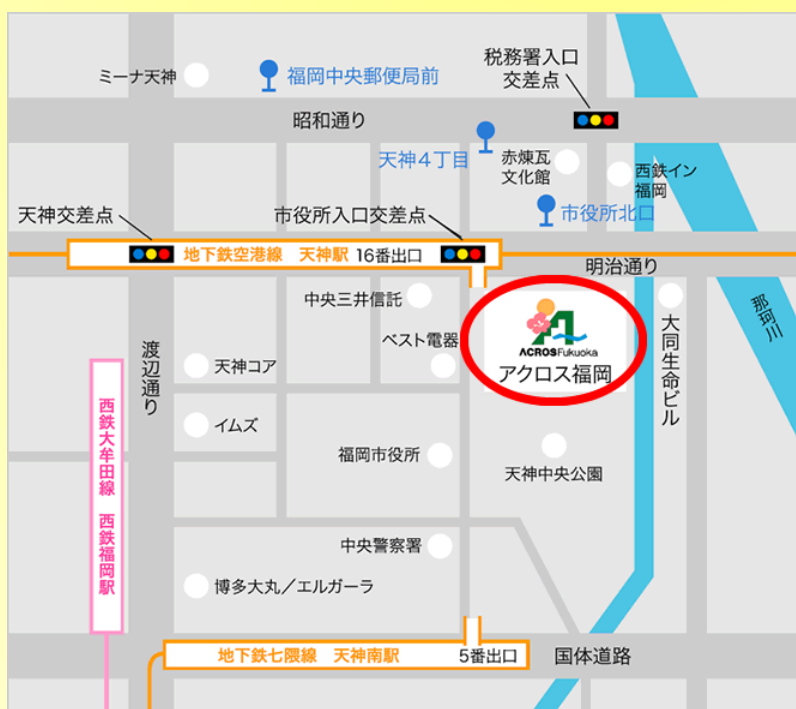 ミーナ天神
福岡中央郵便局前
税務署入口
交差点
昭和通り
天神4丁目
赤煉瓦
文化館
西鉄イン
福岡
市役所北口
天神交差点
市役所入口交差点
地下鉄空港線 天神駅 16番出口
明治通り
那珂川
中央三井信託
ACROSFukuoka
アクロス福岡
大同生命ビル
渡辺通り
ベスト電器
天神コア
イムズ
西鉄大牟田線 西鉄福岡駅
福岡市役所
天神中央公園
中央警察署
博多大丸/エルガーラ
地下鉄七隈線 天神南駅 5番出口
国体道路